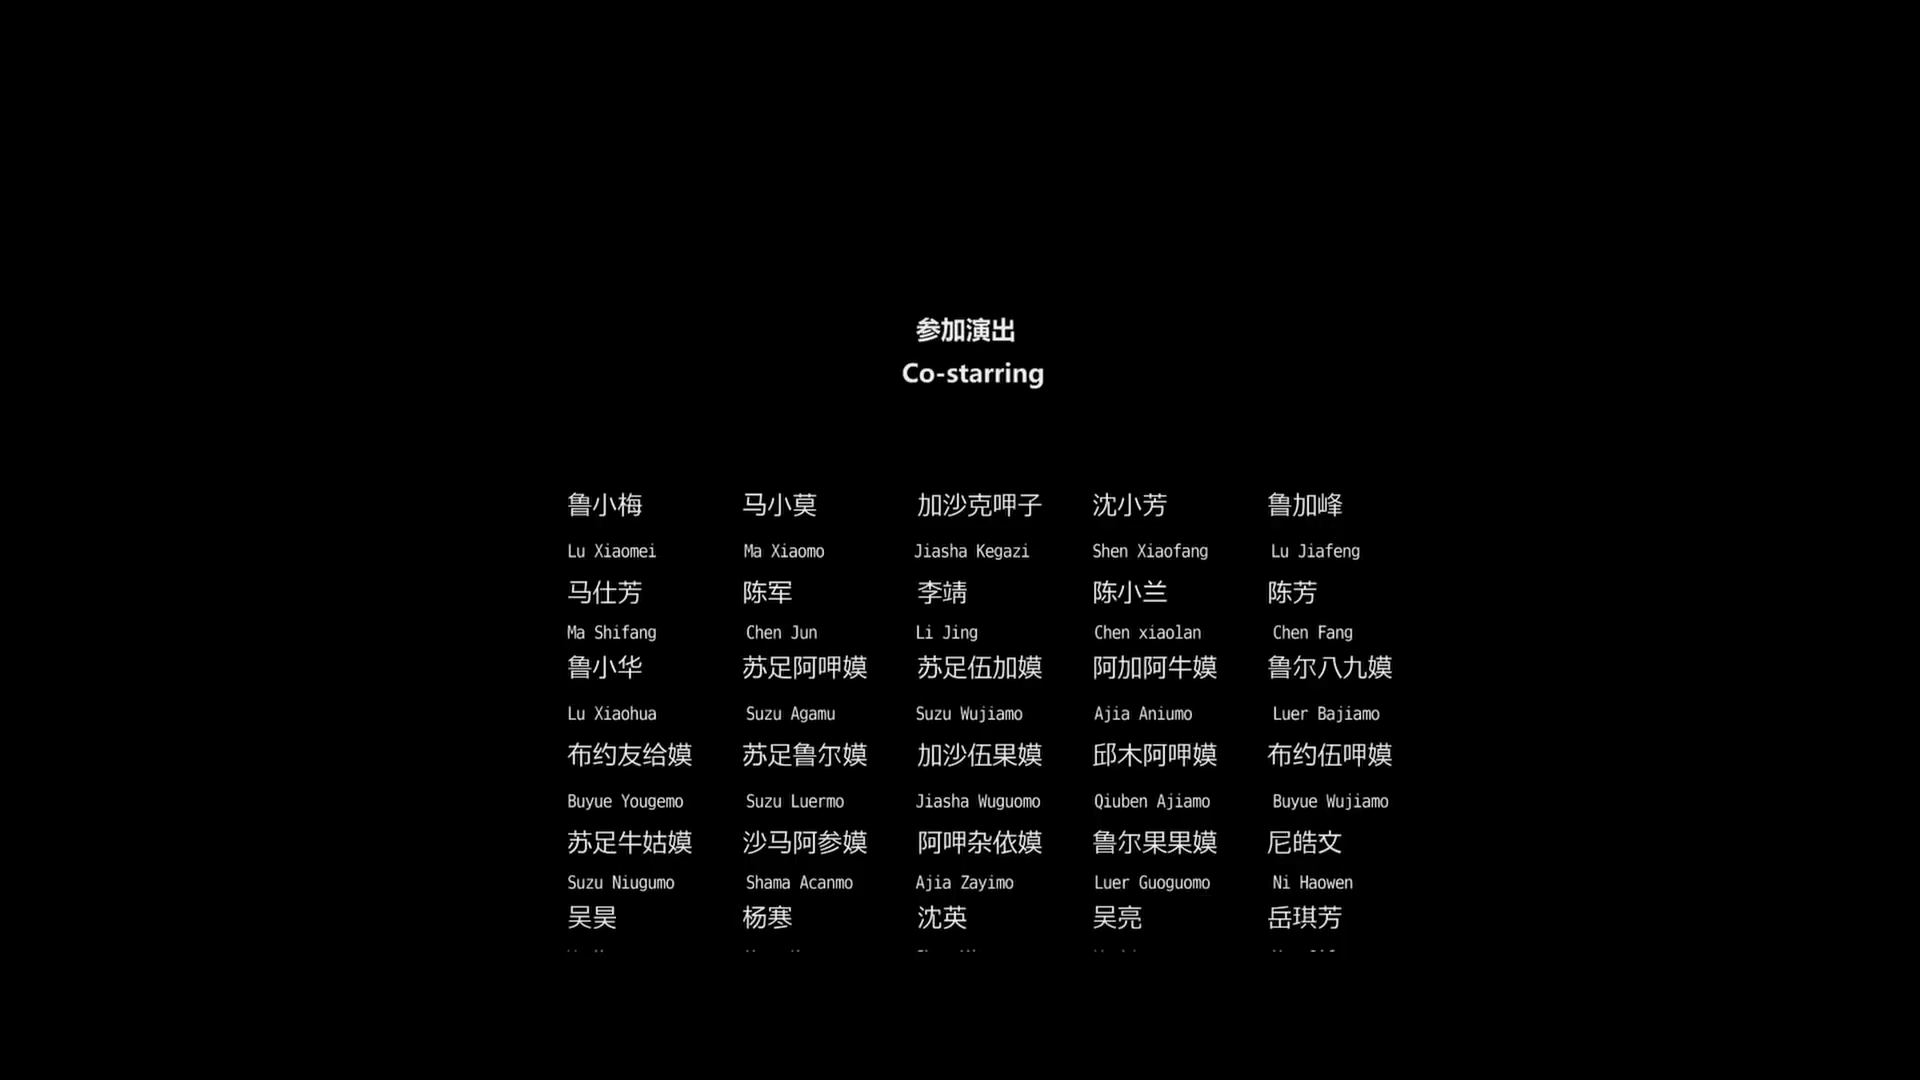 参加演出
Co-starring
鲁小梅 马小莫 加沙克呷子 沈小芳 鲁加峰
Lu Xiaomei Ma Xiaomo Jiasha Kegazi Shen Xiaofang Lu Jiafeng
马仕芳 陈军 李靖 陈小兰 陈芳
Ma Shifang Chen Jun Li Jing Chen xiaolan Chen Fang
鲁小华 苏足阿呷嫫 苏足伍加嫫 阿加阿牛嫫 鲁尔八九嫫
Lu Xiaohua Suzu Agamu Suzu Wujiamo Ajia Aniumo Luer Bajiamo
布约友给嫫 苏足鲁尔嫫 加沙伍果嫫 邱木阿呷嫫 布约伍呷嫫
Buyue Yougemo Suzu Luermo Jiasha Wuguomo Qiuben Ajiamo Buyue Wujiamo
苏足牛姑嫫 沙马阿参嫫 阿呷杂依嫫 鲁尔果果嫫 尼皓文
Suzu Niugumo Shama Acanmo Ajia Zayimo Luer Guoguomo Ni Haowen
吴昊 杨寒 沈英 吴亮 岳琪芳